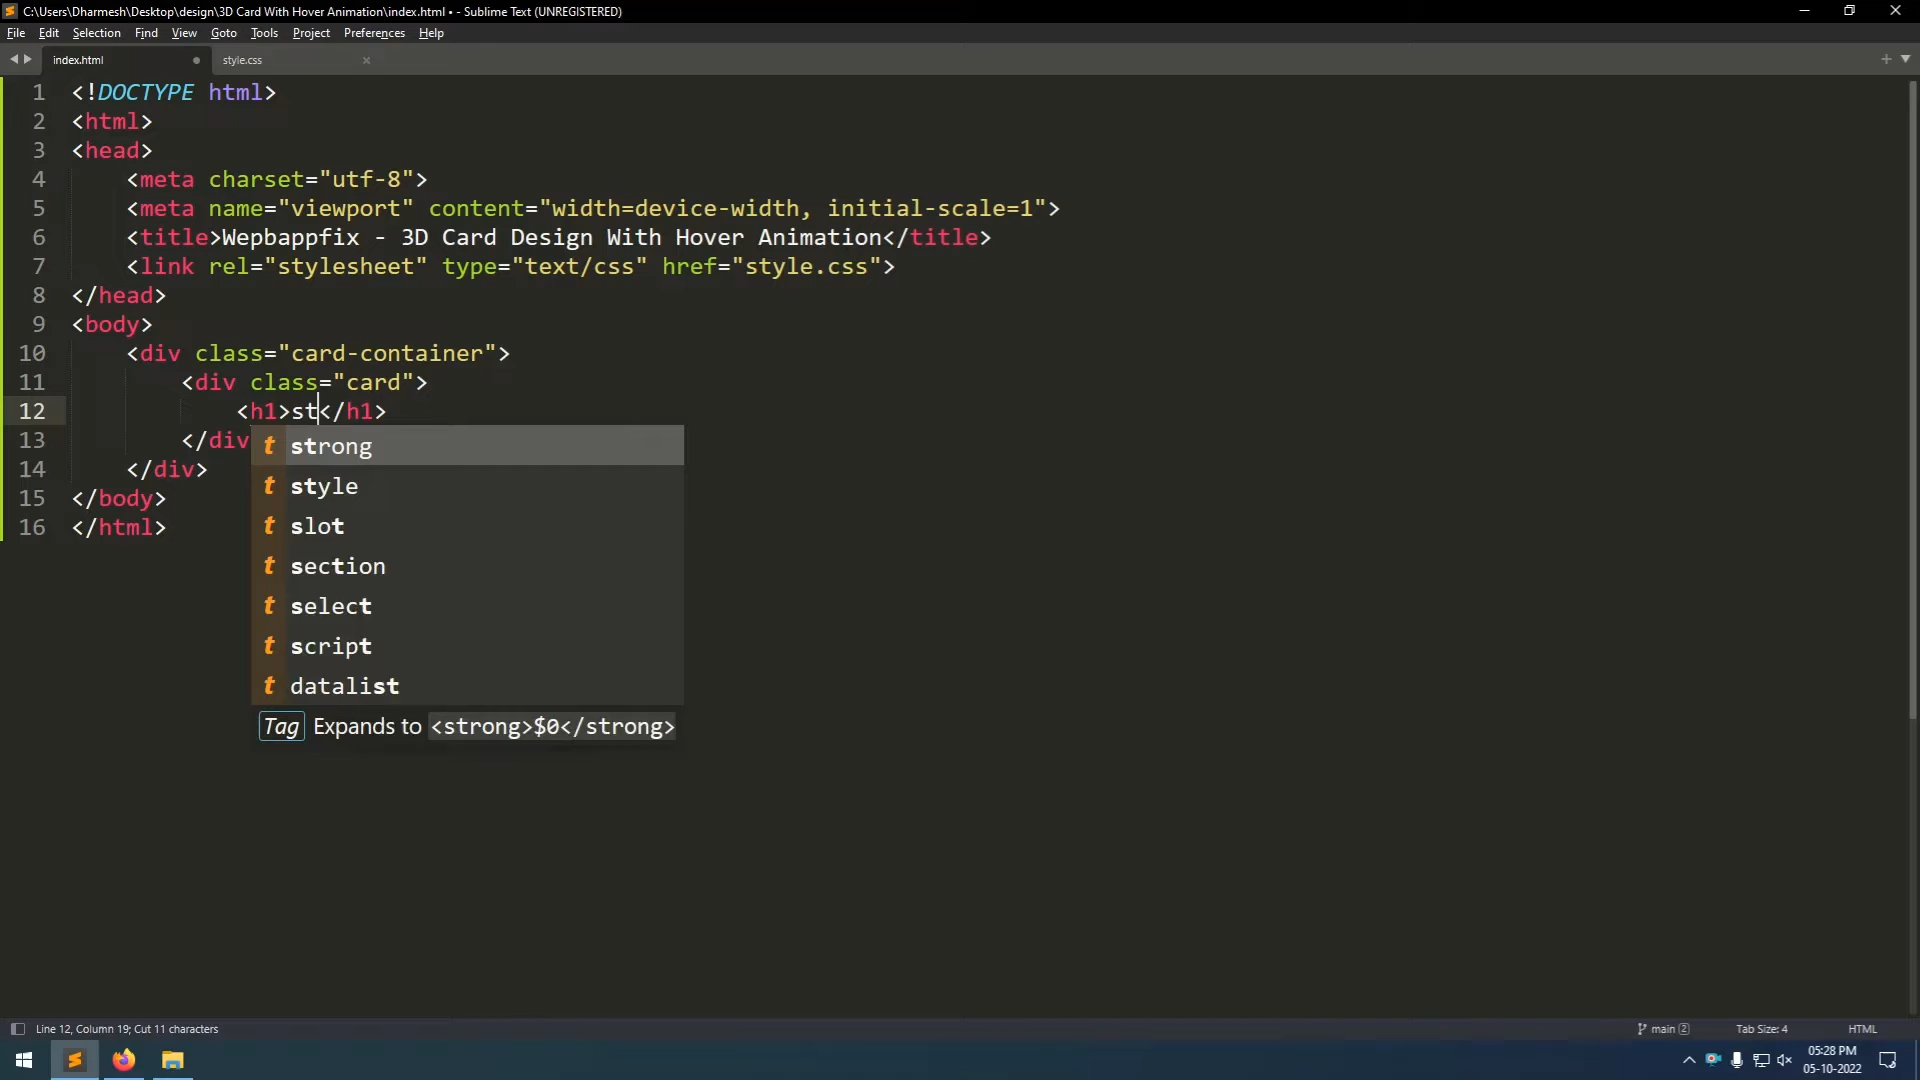 C:\Users\Dharmesh\Desktop\design\3D Card With Hover Animation\index.html • - Sublime Text (UNREGISTERED)
File Edit Selection Find View Goto Tools Project Preferences Help
index.html style.css
1 <!DOCTYPE html>
2 <html>
3 <head>
4 <meta charset="utf-8">
5 <meta name="viewport" content="width=device-width, initial-scale=1">
6 <title>Wepbappfix - 3D Card Design With Hover Animation</title>
7 <link rel="stylesheet" type="text/css" href="style.css">
8 </head>
9 <body>
10 <div class="card-container">
11 <div class="card">
12 <h1>st</h1>
13 </div
14 </div>
15 </body>
16 </html>
t strong
t style
t slot
t section
t select
t script
t datalist
Tag Expands to <strong>$0</strong>
Line 12, Column 19; Cut 11 characters main 2 Tab Size: 4 HTML
05:28 PM
05-10-2022